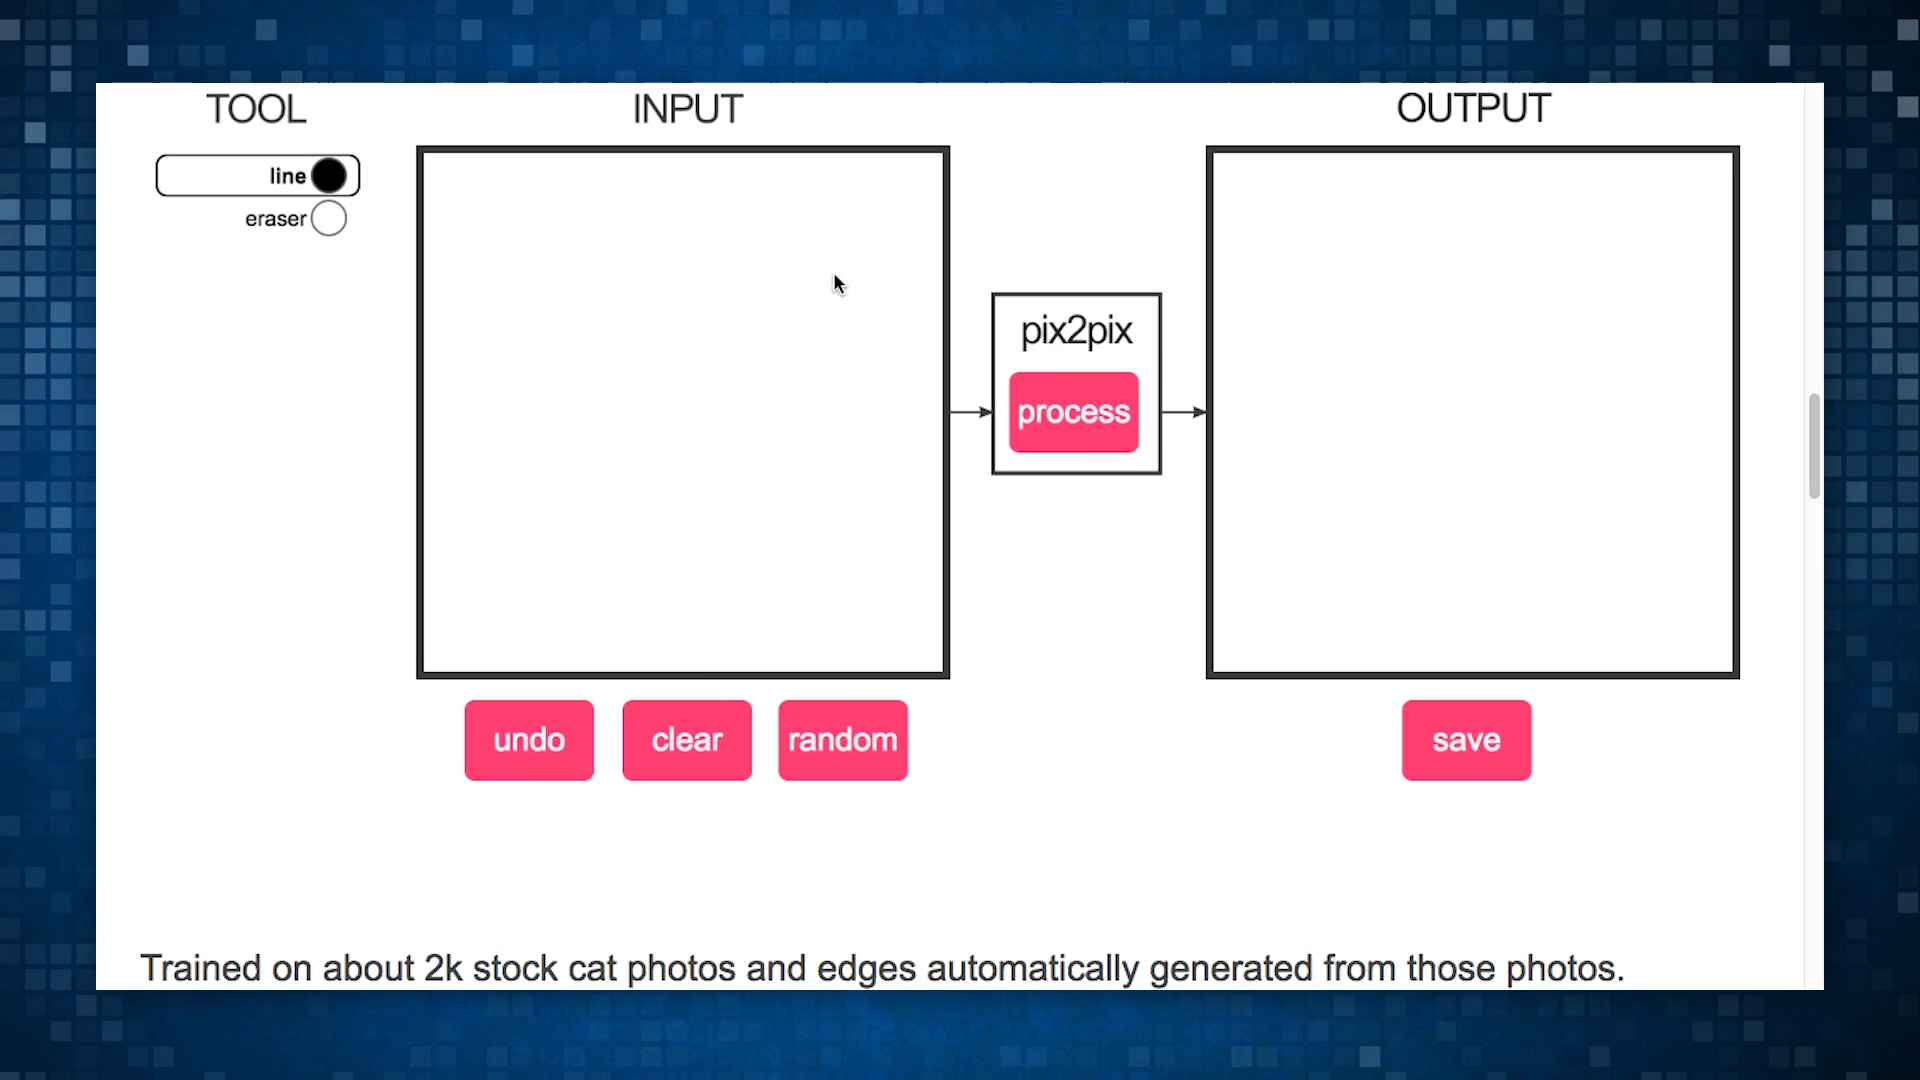 TOOL
INPUT
OUTPUT
line
eraser
pix2pix
process
undo
clear
random
save
Trained on about 2k stock cat photos and edges automatically generated from those photos.